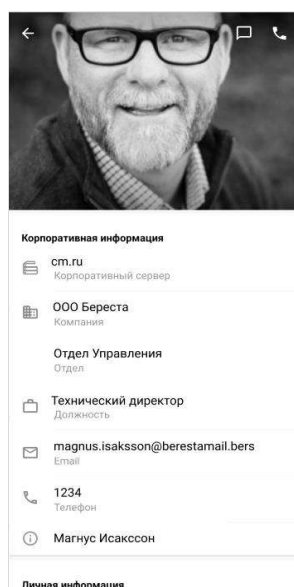 Корпоративная информация
cm.ru
Корпоративный сервер
ООО Береста
Компания
Отдел Управления
Отдел
Технический директор
Должность
magnus.isaksson@berestamail.bers
Email
1234
Телефон
Магнус Исакссон
Личная информация